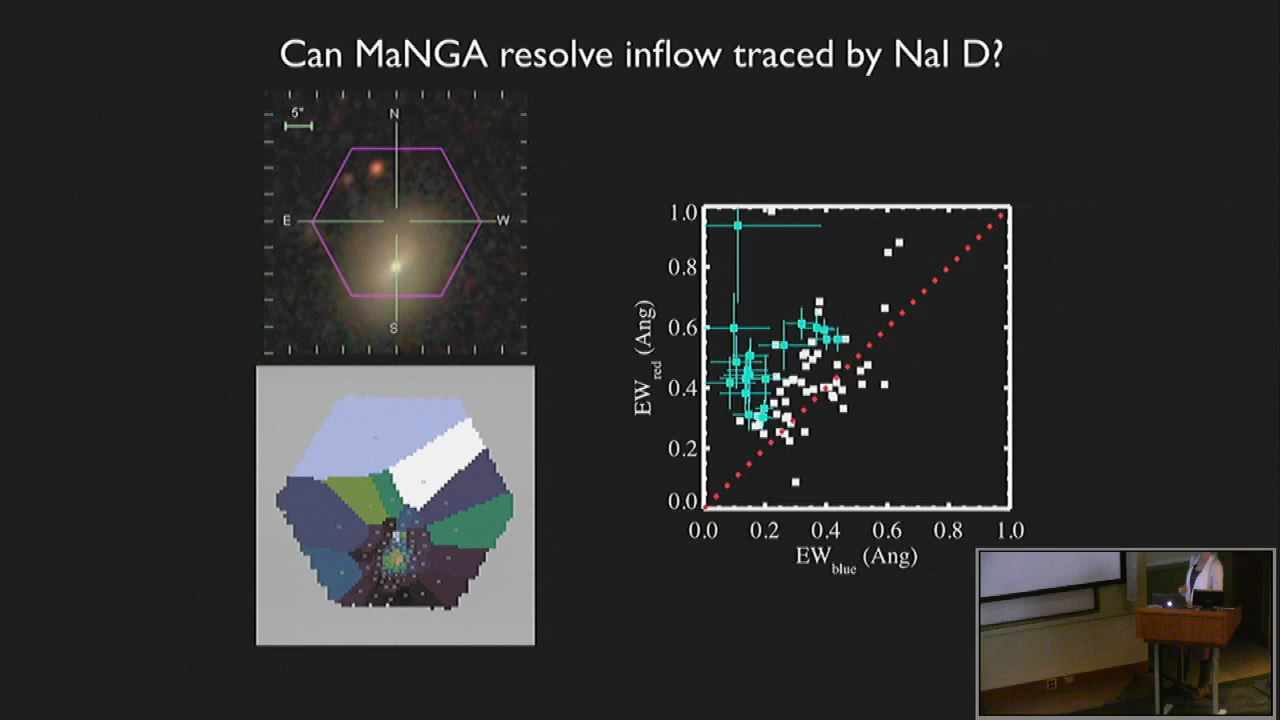 Can MaNGA resolve inflow traced by NaI D?
5"
N
E
W
S
1.0
0.8
0.6
0.4
0.2
0.0
EWred (Ang)
0.0 0.2 0.4 0.6 0.8 1.0
EWblue (Ang)